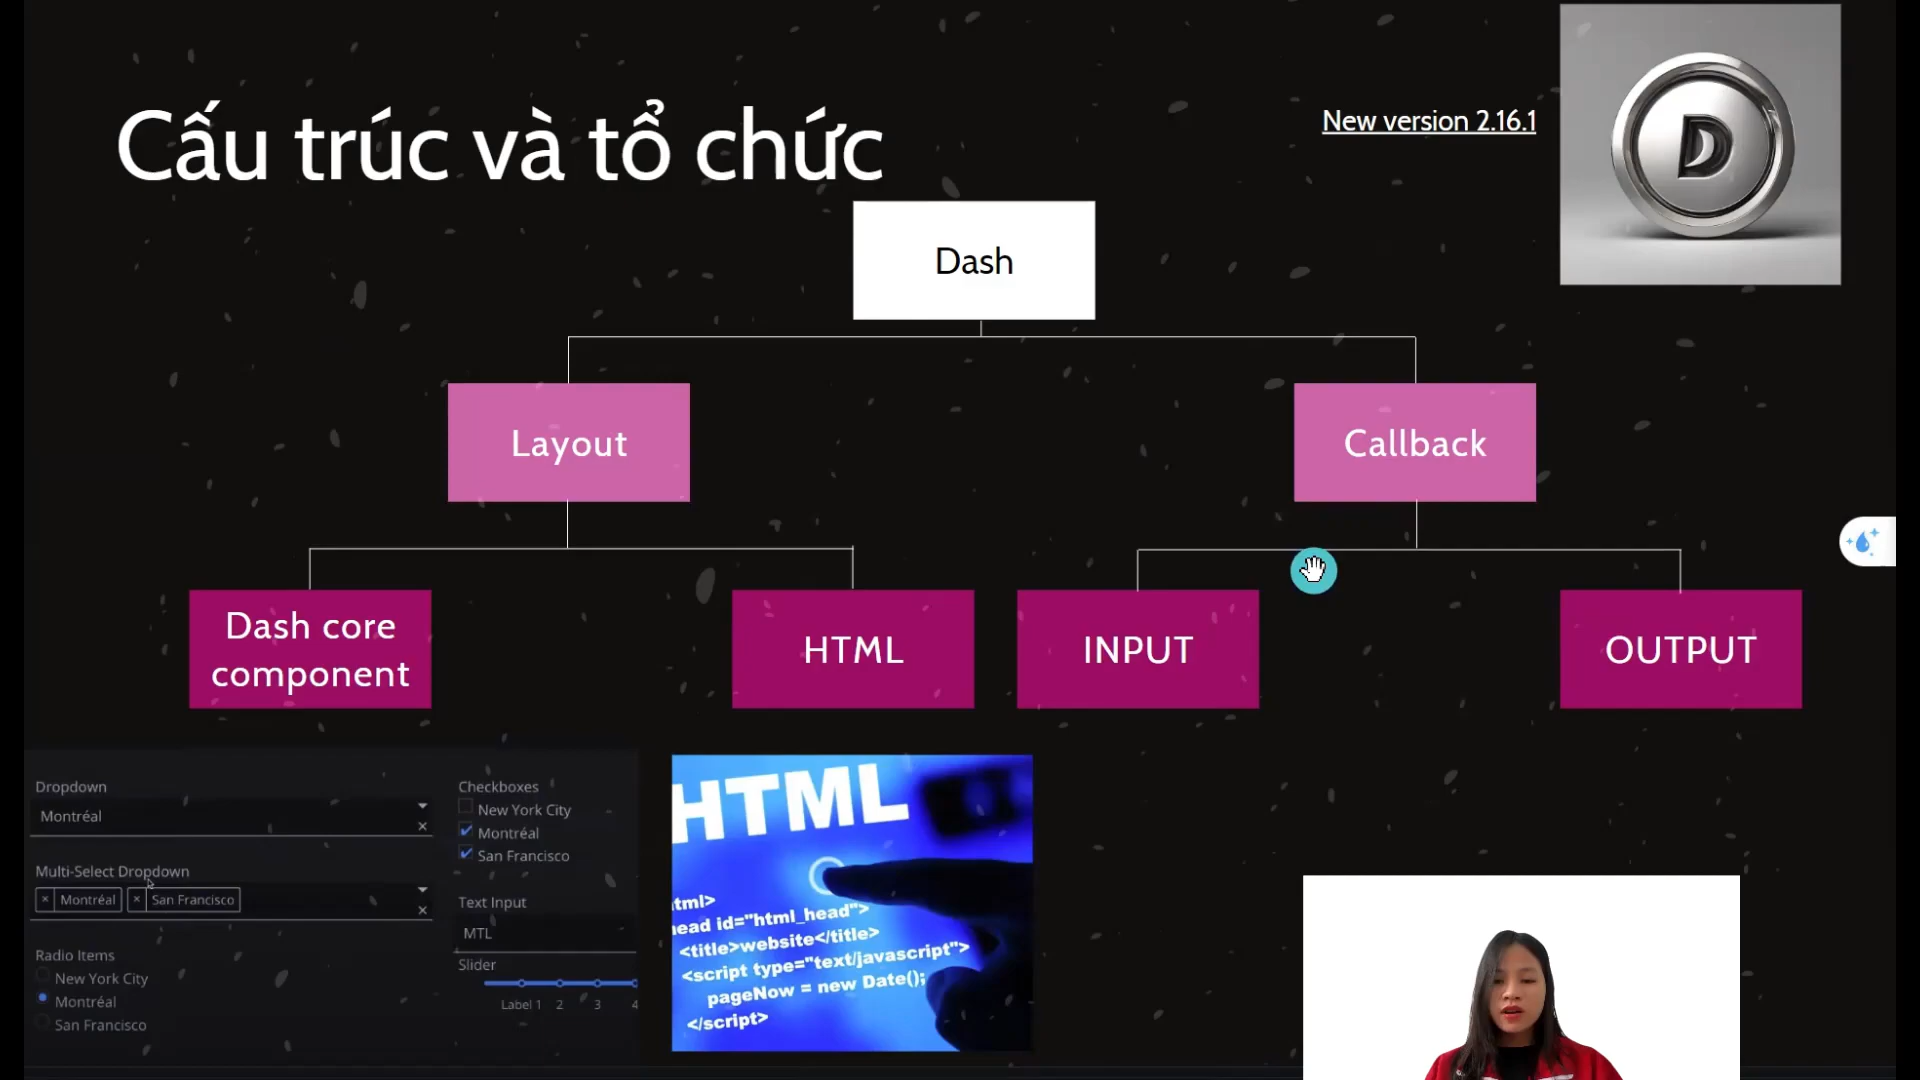 Cấu trúc và tổ chức
New version 2.16.1
D
Dash
Layout
Callback
Dash core
component
HTML
INPUT
OUTPUT
Dropdown
Montréal
Multi-Select Dropdown
× Montréal × San Francisco
Radio Items
New York City
Montréal
San Francisco
Checkboxes
New York City
Montréal
San Francisco
Text Input
MTL
Slider
Label 1 2 3 4
HTML
tml>
ead id="html_head">
<title>website</title>
<script type="text/javascript">
pageNow = new Date();
</script>